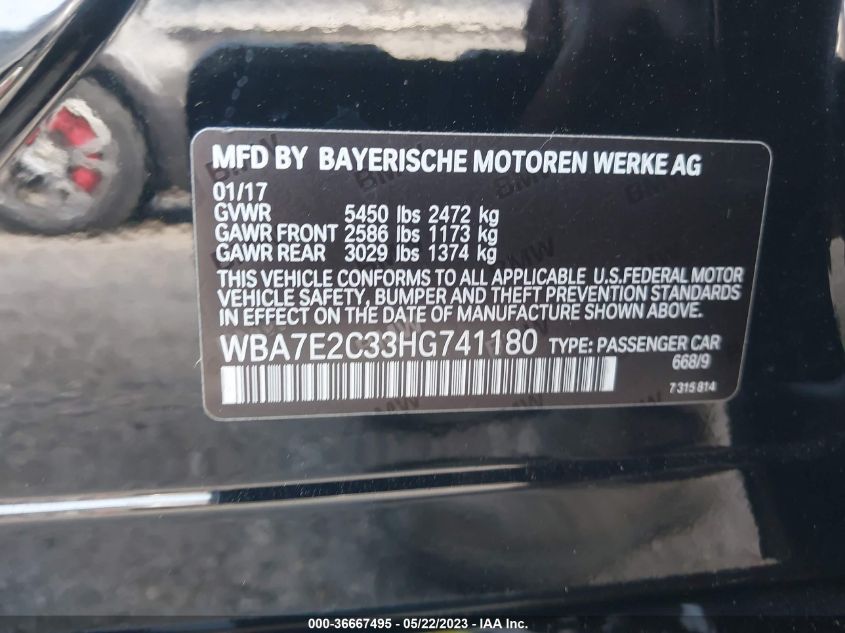 MFD BY BAYERISCHE MOTOREN WERKE AG
01/17
GVWR 5450 lbs 2472 kg
GAWR FRONT 2586 lbs 1173 kg
GAWR REAR 3029 lbs 1374 kg
THIS VEHICLE CONFORMS TO ALL APPLICABLE U.S.FEDERAL MOTOR
VEHICLE SAFETY, BUMPER AND THEFT PREVENTION STANDARDS
IN EFFECT ON THE DATE OF MANUFACTURE SHOWN ABOVE.
WBA7E2C33HG741180 TYPE: PASSENGER CAR
668/9
7315814
000-36667495 - 05/22/2023 - IAA Inc.